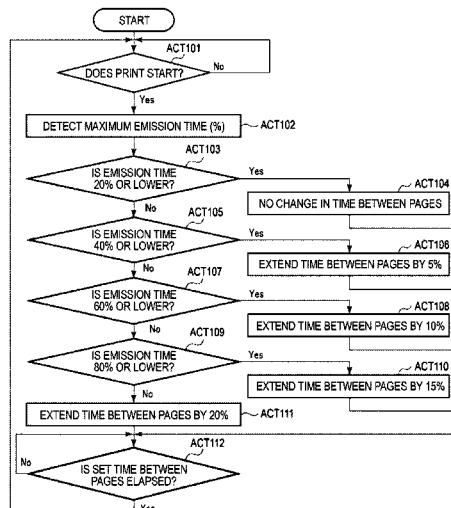 START
ACT101
DOES PRINT START?
No
Yes
DETECT MAXIMUM EMISSION TIME (%)
ACT102
ACT103
IS EMISSION TIME
20% OR LOWER?
Yes
No
ACT104
NO CHANGE IN TIME BETWEEN PAGES
ACT105
IS EMISSION TIME
40% OR LOWER?
Yes
No
ACT106
EXTEND TIME BETWEEN PAGES BY 5%
ACT107
IS EMISSION TIME
60% OR LOWER?
Yes
No
ACT108
EXTEND TIME BETWEEN PAGES BY 10%
ACT109
IS EMISSION TIME
80% OR LOWER?
Yes
No
ACT110
EXTEND TIME BETWEEN PAGES BY 15%
EXTEND TIME BETWEEN PAGES BY 20%
ACT111
ACT112
No
IS SET TIME BETWEEN
PAGES ELAPSED?
Yes